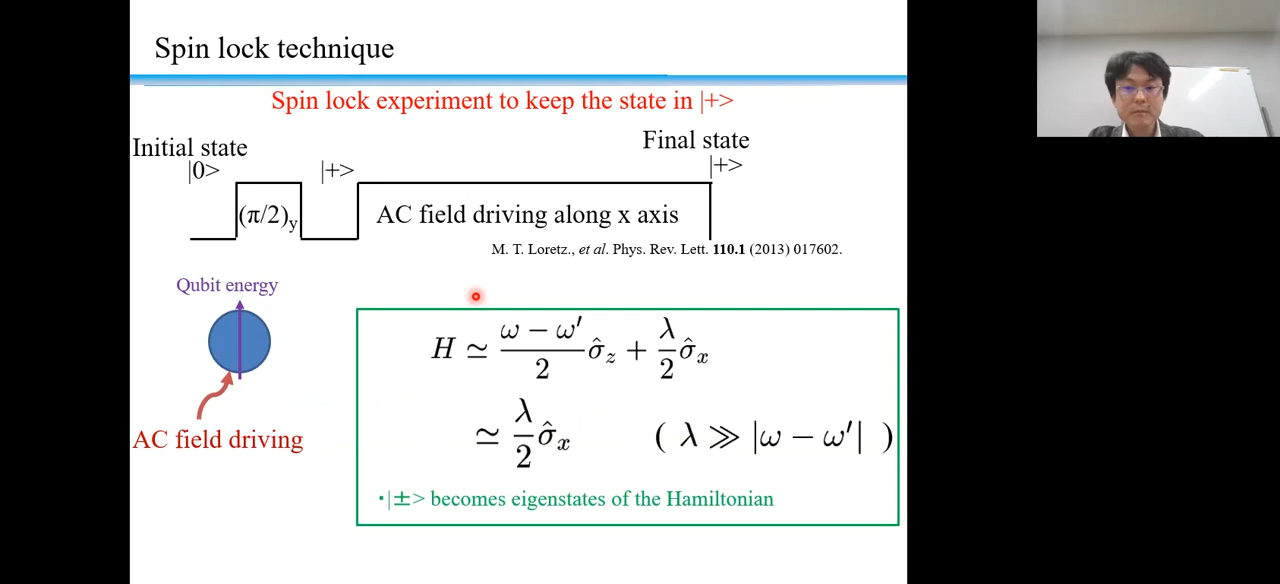 Spin lock technique
Spin lock experiment to keep the state in |+>
Initial state
|0>
|+>
Final state
|+>
(π/2)y
AC field driving along x axis
M. T. Loretz., et al. Phys. Rev. Lett. 110.1 (2013) 017602.
Qubit energy
AC field driving
H ≃ (ω − ω′)/2 σ̂z + λ/2 σ̂x
≃ λ/2 σ̂x ( λ ≫ |ω − ω′| )
・|±> becomes eigenstates of the Hamiltonian